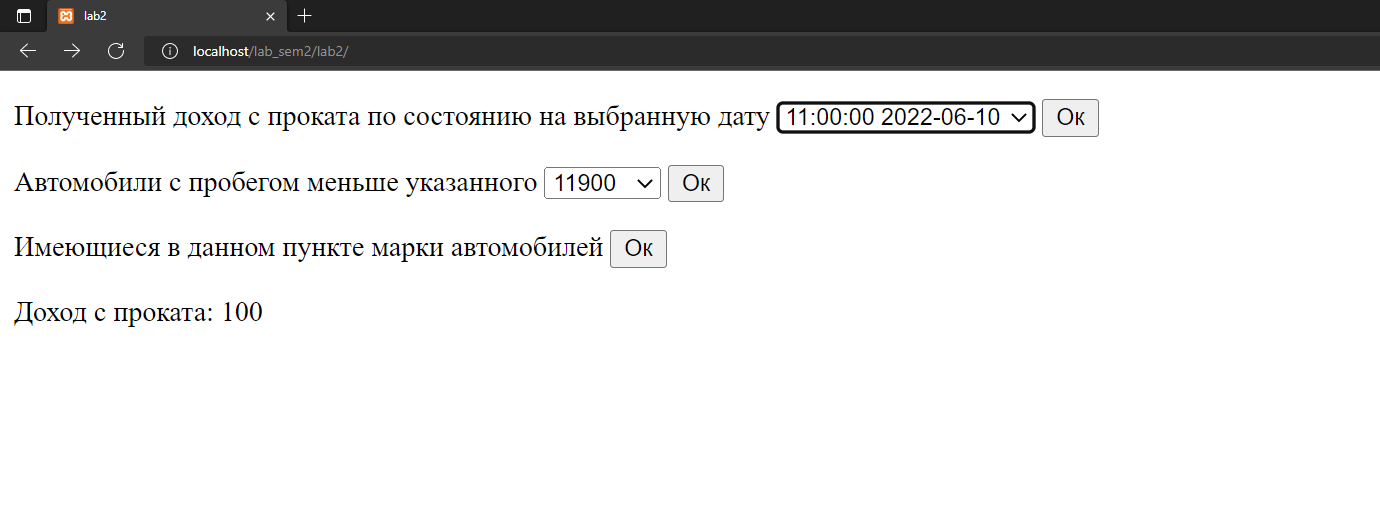 lab2
localhost/lab_sem2/lab2/
Полученный доход с проката по состоянию на выбранную дату 11:00:00 2022-06-10 Ок
Автомобили с пробегом меньше указанного 11900 Ок
Имеющиеся в данном пункте марки автомобилей Ок
Доход с проката: 100